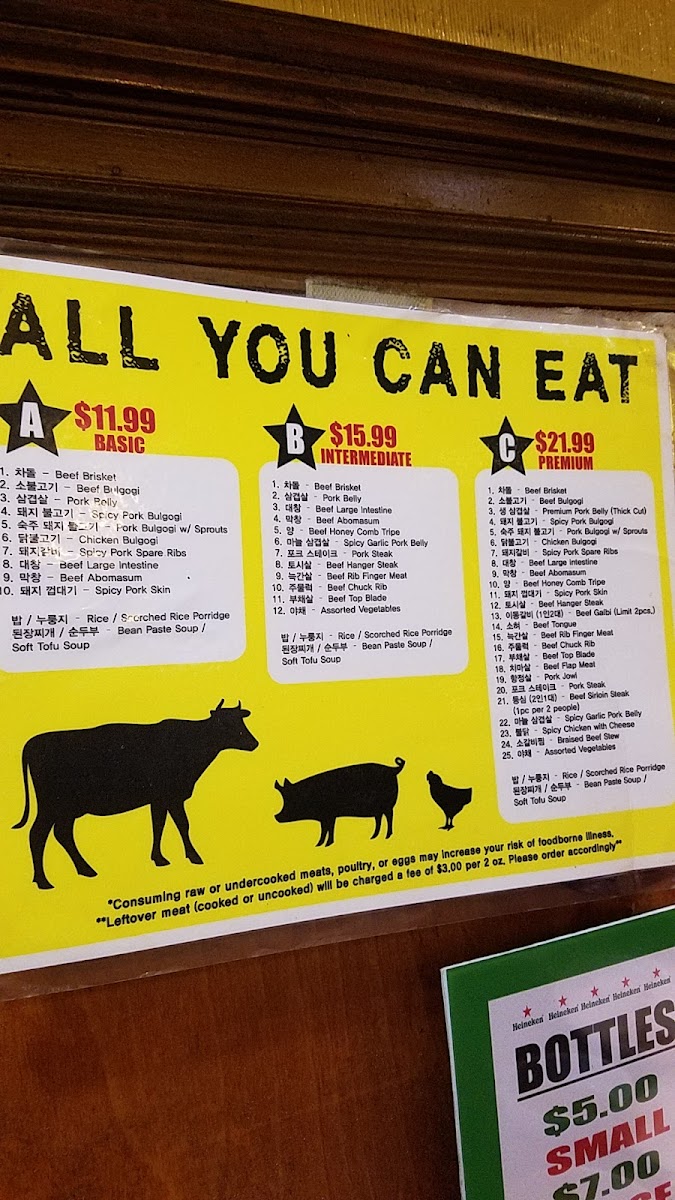 ALL YOU CAN EAT
A
$11.99
BASIC
1. 차돌 - Beef Brisket
2. 소불고기 - Beef Bulgogi
3. 삼겹살 - Pork Belly
4. 돼지 불고기 - Spicy Pork Bulgogi
5. 숙주 돼지 불고기 - Pork Bulgogi w/ Sprouts
6. 닭불고기 - Chicken Bulgogi
7. 돼지갈비 - Spicy Pork Spare Ribs
8. 대창 - Beef Large Intestine
9. 막창 - Beef Abomasum
10. 돼지 껍대기 - Spicy Pork Skin
밥 / 누룽지 - Rice / Scorched Rice Porridge
된장찌개 / 순두부 - Bean Paste Soup /
Soft Tofu Soup
B
$15.99
INTERMEDIATE
1. 차돌 - Beef Brisket
2. 삼겹살 - Pork Belly
3. 대창 - Beef Large Intestine
4. 막창 - Beef Abomasum
5. 양 - Beef Honey Comb Tripe
6. 마늘 삼겹살 - Spicy Garlic Pork Belly
7. 포크 스테이크 - Pork Steak
8. 토시살 - Beef Hanger Steak
9. 늑간살 - Beef Rib Finger Meat
10. 주물럭 - Beef Chuck Rib
11. 부채살 - Beef Top Blade
12. 야채 - Assorted Vegetables
밥 / 누룽지 - Rice / Scorched Rice Porridge
된장찌개 / 순두부 - Bean Paste Soup /
Soft Tofu Soup
C
$21.99
PREMIUM
1. 차돌 - Beef Brisket
2. 소불고기 - Beef Bulgogi
3. 생 삼겹살 - Premium Pork Belly (Thick Cut)
4. 돼지 불고기 - Spicy Pork Bulgogi
5. 숙주 돼지 불고기 - Pork Bulgogi w/ Sprouts
6. 닭불고기 - Chicken Bulgogi
7. 돼지갈비 - Spicy Pork Spare Ribs
8. 대창 - Beef Large Intestine
9. 막창 - Beef Abomasum
10. 양 - Beef Honey Comb Tripe
11. 돼지 껍대기 - Spicy Pork Skin
12. 토시살 - Beef Hanger Steak
13. 이동갈비 (1인2대) - Beef Galbi (Limit 2pcs.)
14. 소혀 - Beef Tongue
15. 늑간살 - Beef Rib Finger Meat
16. 주물럭 - Beef Chuck Rib
17. 부채살 - Beef Top Blade
18. 치마살 - Beef Flap Meat
19. 항정살 - Pork Jowl
20. 포크 스테이크 - Pork Steak
21. 등심 (2인1대) - Beef Sirloin Steak
(1pc per 2 people)
22. 마늘 삼겹살 - Spicy Garlic Pork Belly
23. 불닭 - Spicy Chicken with Cheese
24. 소갈비찜 - Braised Beef Stew
25. 야채 - Assorted Vegetables
밥 / 누룽지 - Rice / Scorched Rice Porridge
된장찌개 / 순두부 - Bean Paste Soup /
Soft Tofu Soup
*Consuming raw or undercooked meats, poultry, or eggs may increase your risk of foodborne illness.
**Leftover meat (cooked or uncooked) will be charged a fee of $3.00 per 2 oz. Please order accordingly**
Heineken Heineken Heineken Heineken Heineken
BOTTLES
$5.00
SMALL
$7.00